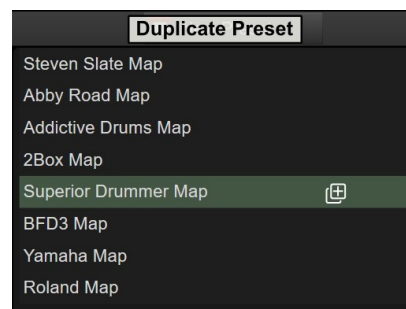 Duplicate Preset
Steven Slate Map
Abby Road Map
Addictive Drums Map
2Box Map
Superior Drummer Map
BFD3 Map
Yamaha Map
Roland Map